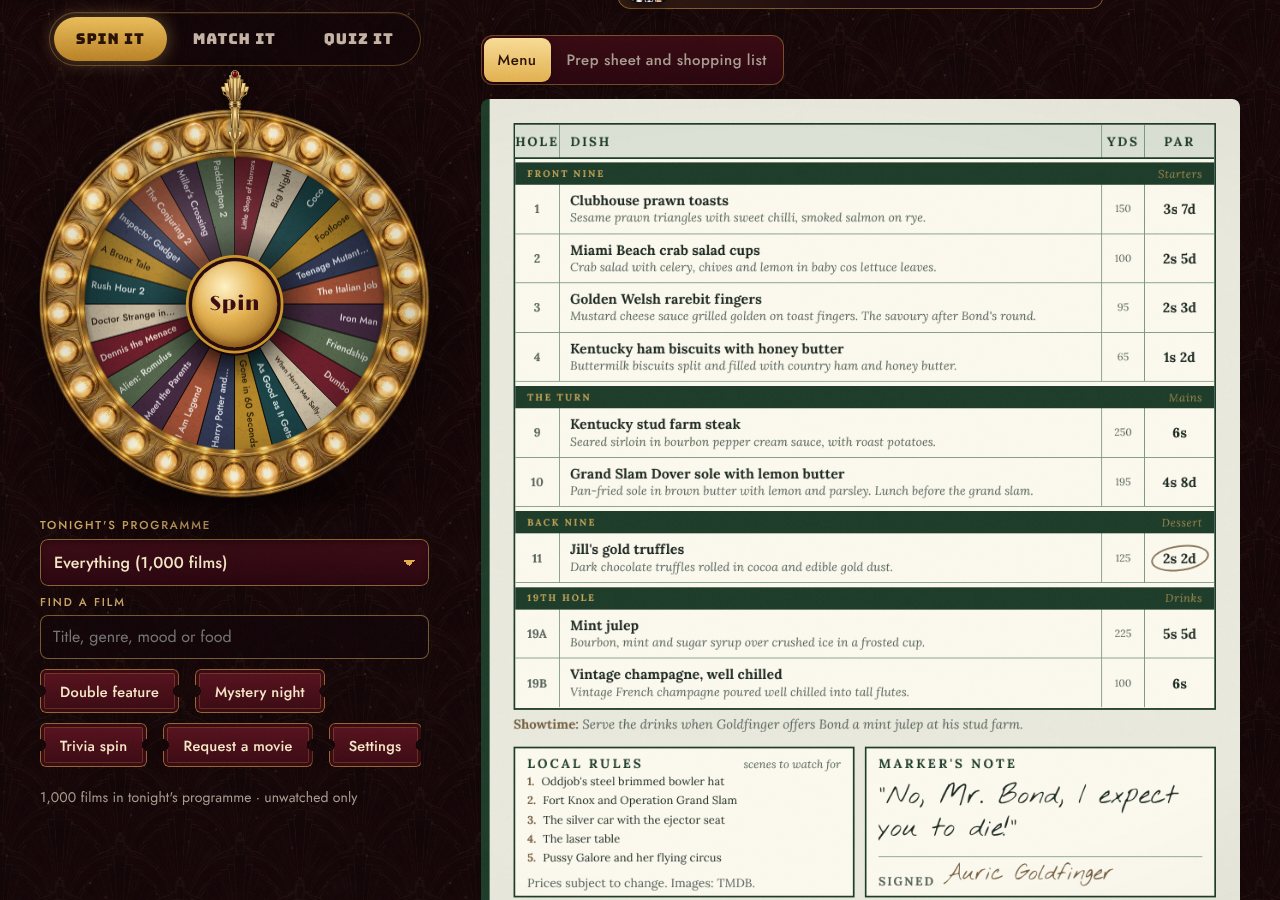 SPIN IT
MATCH IT
QUIZ IT
Paddington 2
Little Shop of Horrors
Big Night
Coco
Footloose
Teenage Mutant...
The Italian Job
Iron Man
Friendship
Dumbo
When Harry Met Sally...
As Good as It Gets
Gone in 60 Seconds
Harry Potter and...
I Am Legend
Meet the Parents
Alien: Romulus
Dennis the Menace
Doctor Strange in...
Rush Hour 2
A Bronx Tale
Inspector Gadget
The Conjuring 2
Miller's Crossing
Spin
TONIGHT'S PROGRAMME
Everything (1,000 films)
FIND A FILM
Title, genre, mood or food
Double feature
Mystery night
Trivia spin
Request a movie
Settings
1,000 films in tonight's programme · unwatched only
Menu
Prep sheet and shopping list
HOLE DISH YDS PAR
FRONT NINE Starters
1 Clubhouse prawn toasts 150 3s 7d
Sesame prawn triangles with sweet chilli, smoked salmon on rye.
2 Miami Beach crab salad cups 100 2s 5d
Crab salad with celery, chives and lemon in baby cos lettuce leaves.
3 Golden Welsh rarebit fingers 95 2s 3d
Mustard cheese sauce grilled golden on toast fingers. The savoury after Bond's round.
4 Kentucky ham biscuits with honey butter 65 1s 2d
Buttermilk biscuits split and filled with country ham and honey butter.
THE TURN Mains
9 Kentucky stud farm steak 250 6s
Seared sirloin in bourbon pepper cream sauce, with roast potatoes.
10 Grand Slam Dover sole with lemon butter 195 4s 8d
Pan-fried sole in brown butter with lemon and parsley. Lunch before the grand slam.
BACK NINE Dessert
11 Jill's gold truffles 125 2s 2d
Dark chocolate truffles rolled in cocoa and edible gold dust.
19TH HOLE Drinks
19A Mint julep 225 5s 5d
Bourbon, mint and sugar syrup over crushed ice in a frosted cup.
19B Vintage champagne, well chilled 100 6s
Vintage French champagne poured well chilled into tall flutes.
Showtime: Serve the drinks when Goldfinger offers Bond a mint julep at his stud farm.
LOCAL RULES scenes to watch for
1. Oddjob's steel brimmed bowler hat
2. Fort Knox and Operation Grand Slam
3. The silver car with the ejector seat
4. The laser table
5. Pussy Galore and her flying circus
Prices subject to change. Images: TMDB.
MARKER'S NOTE
"No, Mr. Bond, I expect
you to die!"
SIGNED Auric Goldfinger